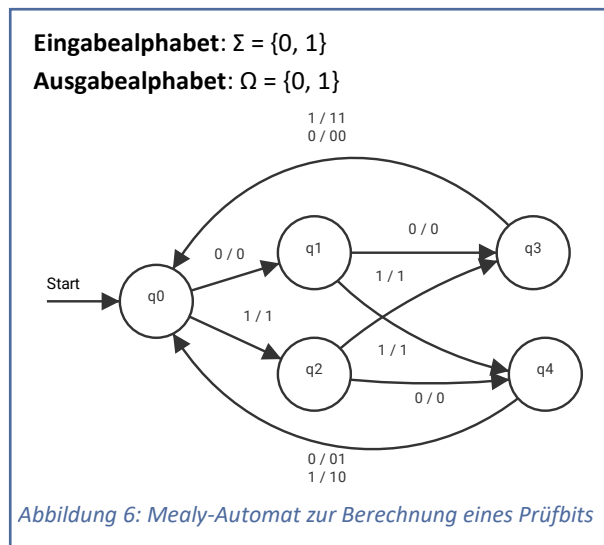 Eingabealphabet: Σ = {0, 1}
Ausgabealphabet: Ω = {0, 1}
1 / 11
0 / 00
0 / 0
q1
0 / 0
q3
Start
q0
1 / 1
1 / 1
q2
1 / 1
q4
0 / 0
0 / 01
1 / 10
Abbildung 6: Mealy-Automat zur Berechnung eines Prüfbits